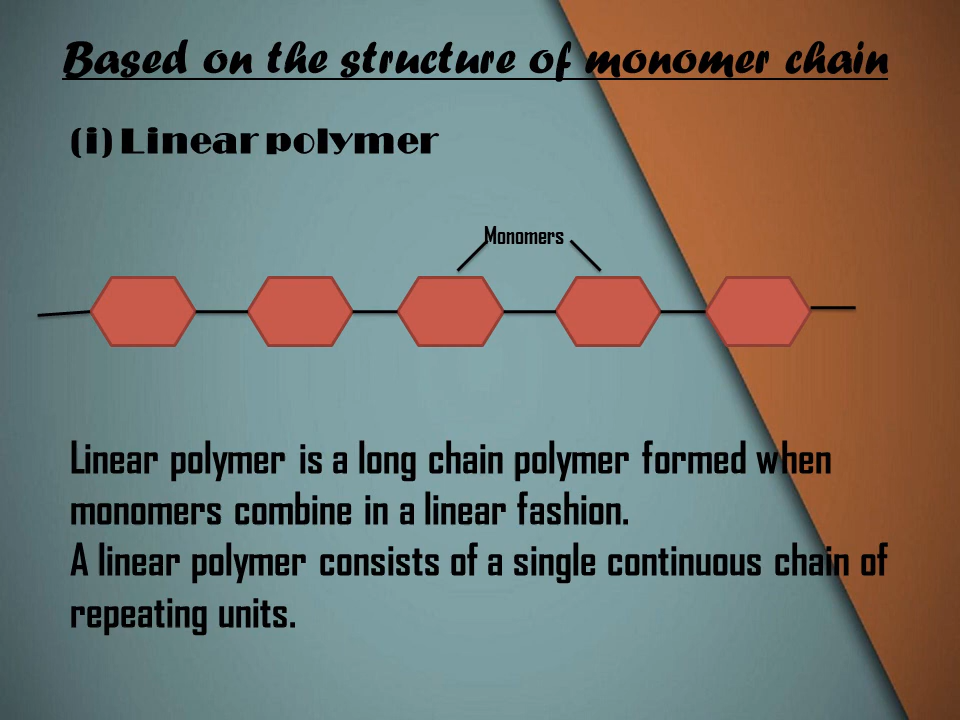 Based on the structure of monomer chain
(i) Linear polymer
Monomers
Linear polymer is a long chain polymer formed when
monomers combine in a linear fashion.
A linear polymer consists of a single continuous chain of
repeating units.